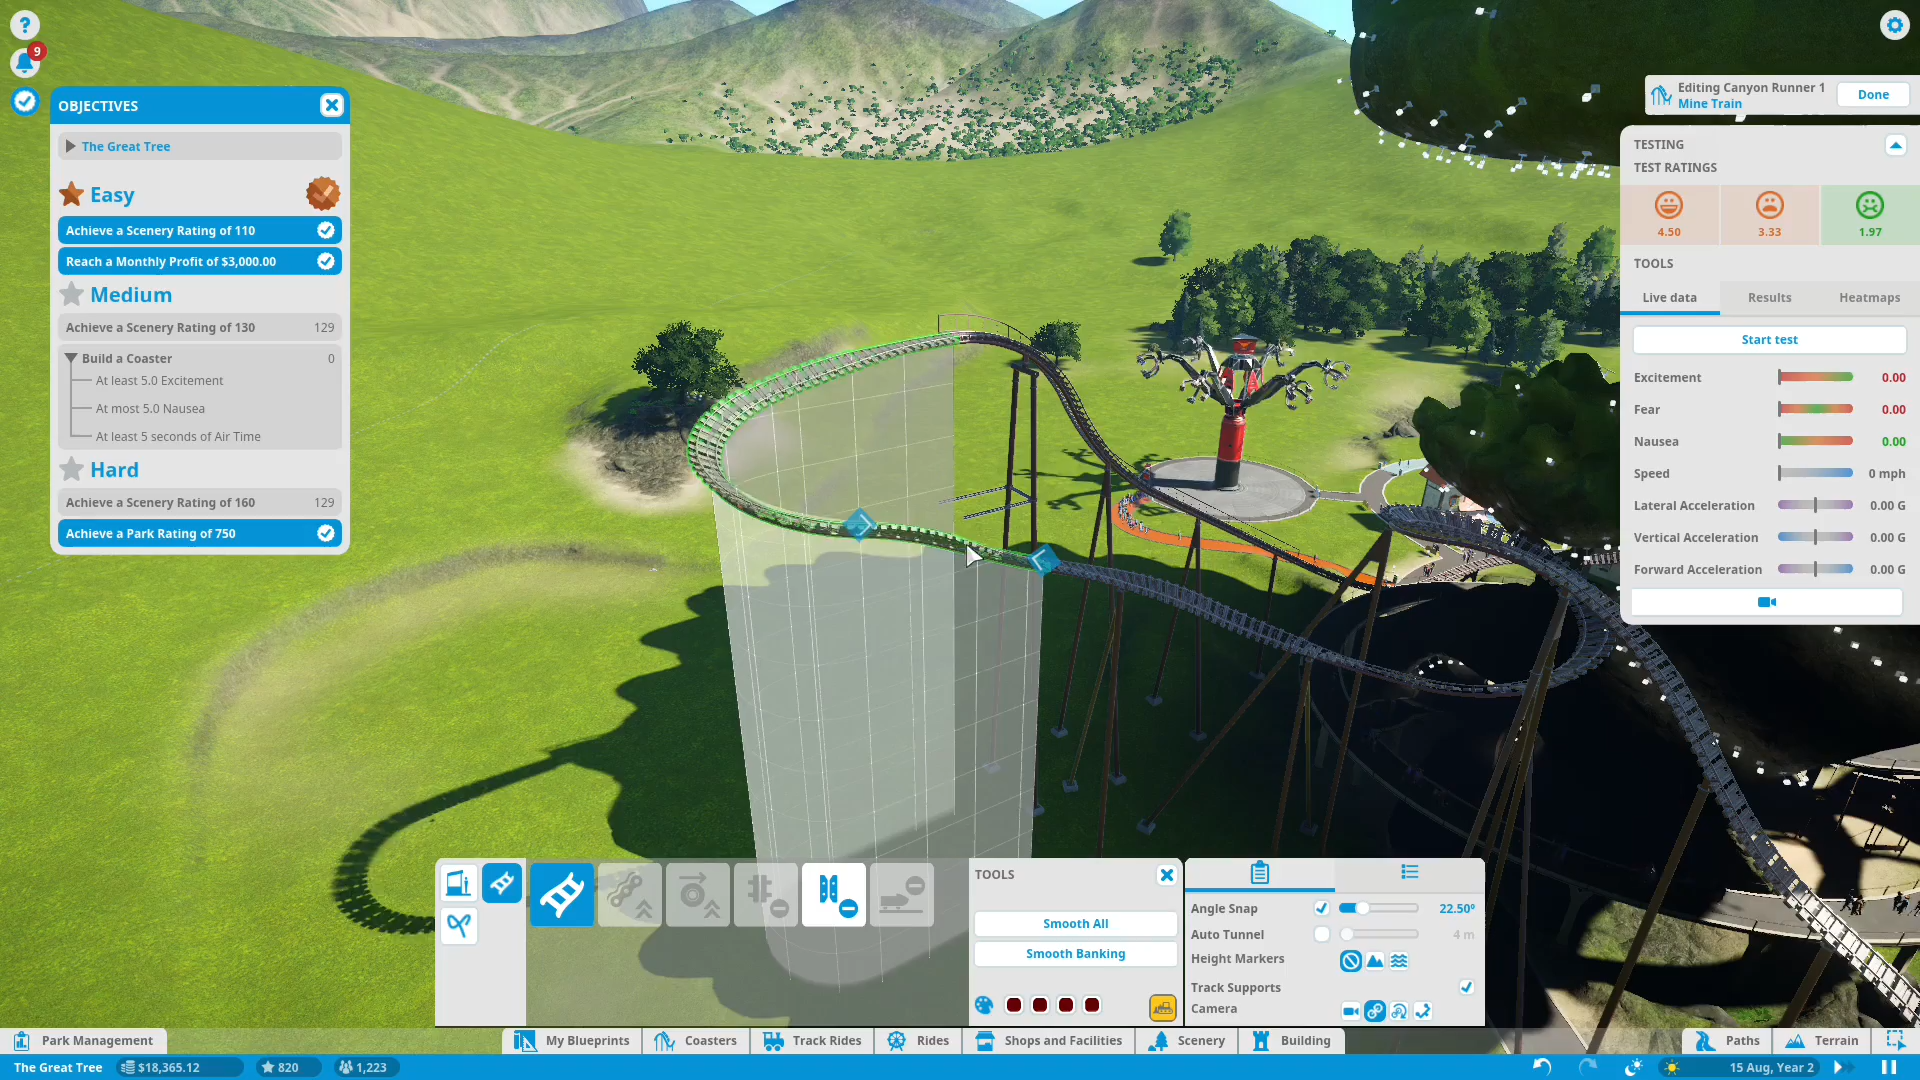 ?
9
OBJECTIVES
The Great Tree
Easy
Achieve a Scenery Rating of 110
Reach a Monthly Profit of $3,000.00
Medium
Achieve a Scenery Rating of 130 129
Build a Coaster 0
At least 5.0 Excitement
At most 5.0 Nausea
At least 5 seconds of Air Time
Hard
Achieve a Scenery Rating of 160 129
Achieve a Park Rating of 750
Editing Canyon Runner 1
Mine Train
Done
TESTING
TEST RATINGS
4.50 3.33 1.97
TOOLS
Live data Results Heatmaps
Start test
Excitement 0.00
Fear 0.00
Nausea 0.00
Speed 0 mph
Lateral Acceleration 0.00 G
Vertical Acceleration 0.00 G
Forward Acceleration 0.00 G
TOOLS
Smooth All
Smooth Banking
Angle Snap 22.50°
Auto Tunnel 4 m
Height Markers
Track Supports
Camera
Park Management My Blueprints Coasters Track Rides Rides Shops and Facilities Scenery Building Paths Terrain
The Great Tree $18,365.12 820 1,223 15 Aug, Year 2